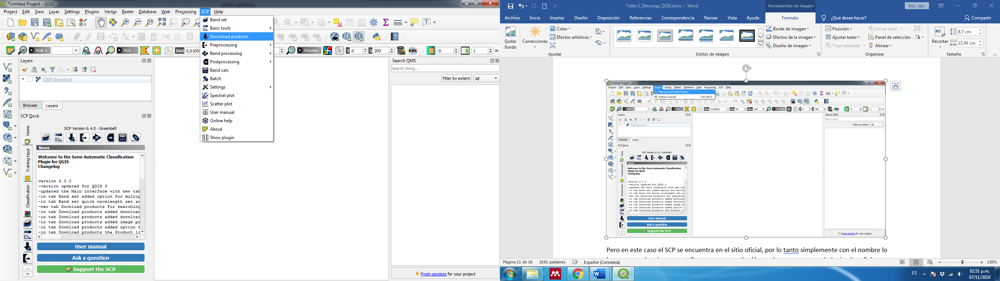 *Untitled Project - QGIS
Project Edit View Layer Settings Plugins Vector Raster Database Web Processing SCP Help
Band set
Basic tools
Download products
Preprocessing
Band processing
Postprocessing
Band calc
Batch
Settings
Spectral plot
Scatter plot
User manual
Online help
About
Show plugin
RGB =
ROI
Dist 0,01000
Preview
T 0
S 200
KML
0
1
»
Layers
OSM Standard
Browser
Layers
SCP Dock
Home
Training input
Classification
SCP Version 6.4.0 - Greenbelt
News
Welcome to the Semi-Automatic Classification
Plugin for QGIS
Changelog
version 6.0.0
-version updated for QGIS 3
-updated the Main interface with new tab
-in tab Band set added option for multip
-in tab Band set quick wavelength set ad
-new tab Download products for searching
-in tab Download products added download
-in tab Download products added download
-in tab Download products added image pr
-in tab Download products added option t
-in tab Download products the Product li
User manual
Ask a question
Support the SCP
Search QMS
Search string...
Filter by extent
All
Fresh geodata for your project
Taller1_Descarga_QGIS.docx - Word
Herramientas de imagen
Inic. ses.
Archivo Inicio Insertar Diseño Disposición Referencias Correspondencia Revisar Vista Ayuda Formato ¿Qué desea hacer? Compartir
Quitar fondo
Correcciones
Color
Efectos artísticos
Ajustar
Estilos de imagen
Borde de imagen
Efectos de la imagen
Diseño de imagen
Posición
Ajustar texto
Traer adelante
Enviar atrás
Panel de selección
Alinear
Organizar
Recortar
8,7 cm
15,49 cm
Tamaño
*Untitled Project - QGIS
Project Edit View Layer Settings Plugins Vector Raster Database Web Processing SCP Help
Manage and Install Plugins...
Python Console Ctrl+Alt+P
RGB =
ROI
Dist 0,010000 Min 60 Max 100
Preview
T 0
S 200
0
1
»
Layers
OSM Standard
Browser
Layers
SCP Dock
Home
Training input
Classification
SCP Version 6.4.0 - Greenbelt
News
Welcome to the Semi-Automatic Classification
Plugin for QGIS
Changelog
version 6.0.0
-version updated for QGIS 3
-updated the Main interface with new tab
-in tab Band set added option for multip
-in tab Band set quick wavelength set ad
-new tab Download products for searching
-in tab Download products added download
-in tab Download products added download
-in tab Download products added image pr
-in tab Download products added option t
-in tab Download products the Product li
User manual
Ask a question
Support the SCP
Search QMS
Search string...
Filter by extent
All
Fresh geodata for your project
Pero en este caso el SCP se encuentra en el sitio oficial, por lo tanto simplemente con el nombre lo
Página 11 de 16 3161 palabras Español (Colombia)
130%
ES
02:51 p.m.
07/11/2019